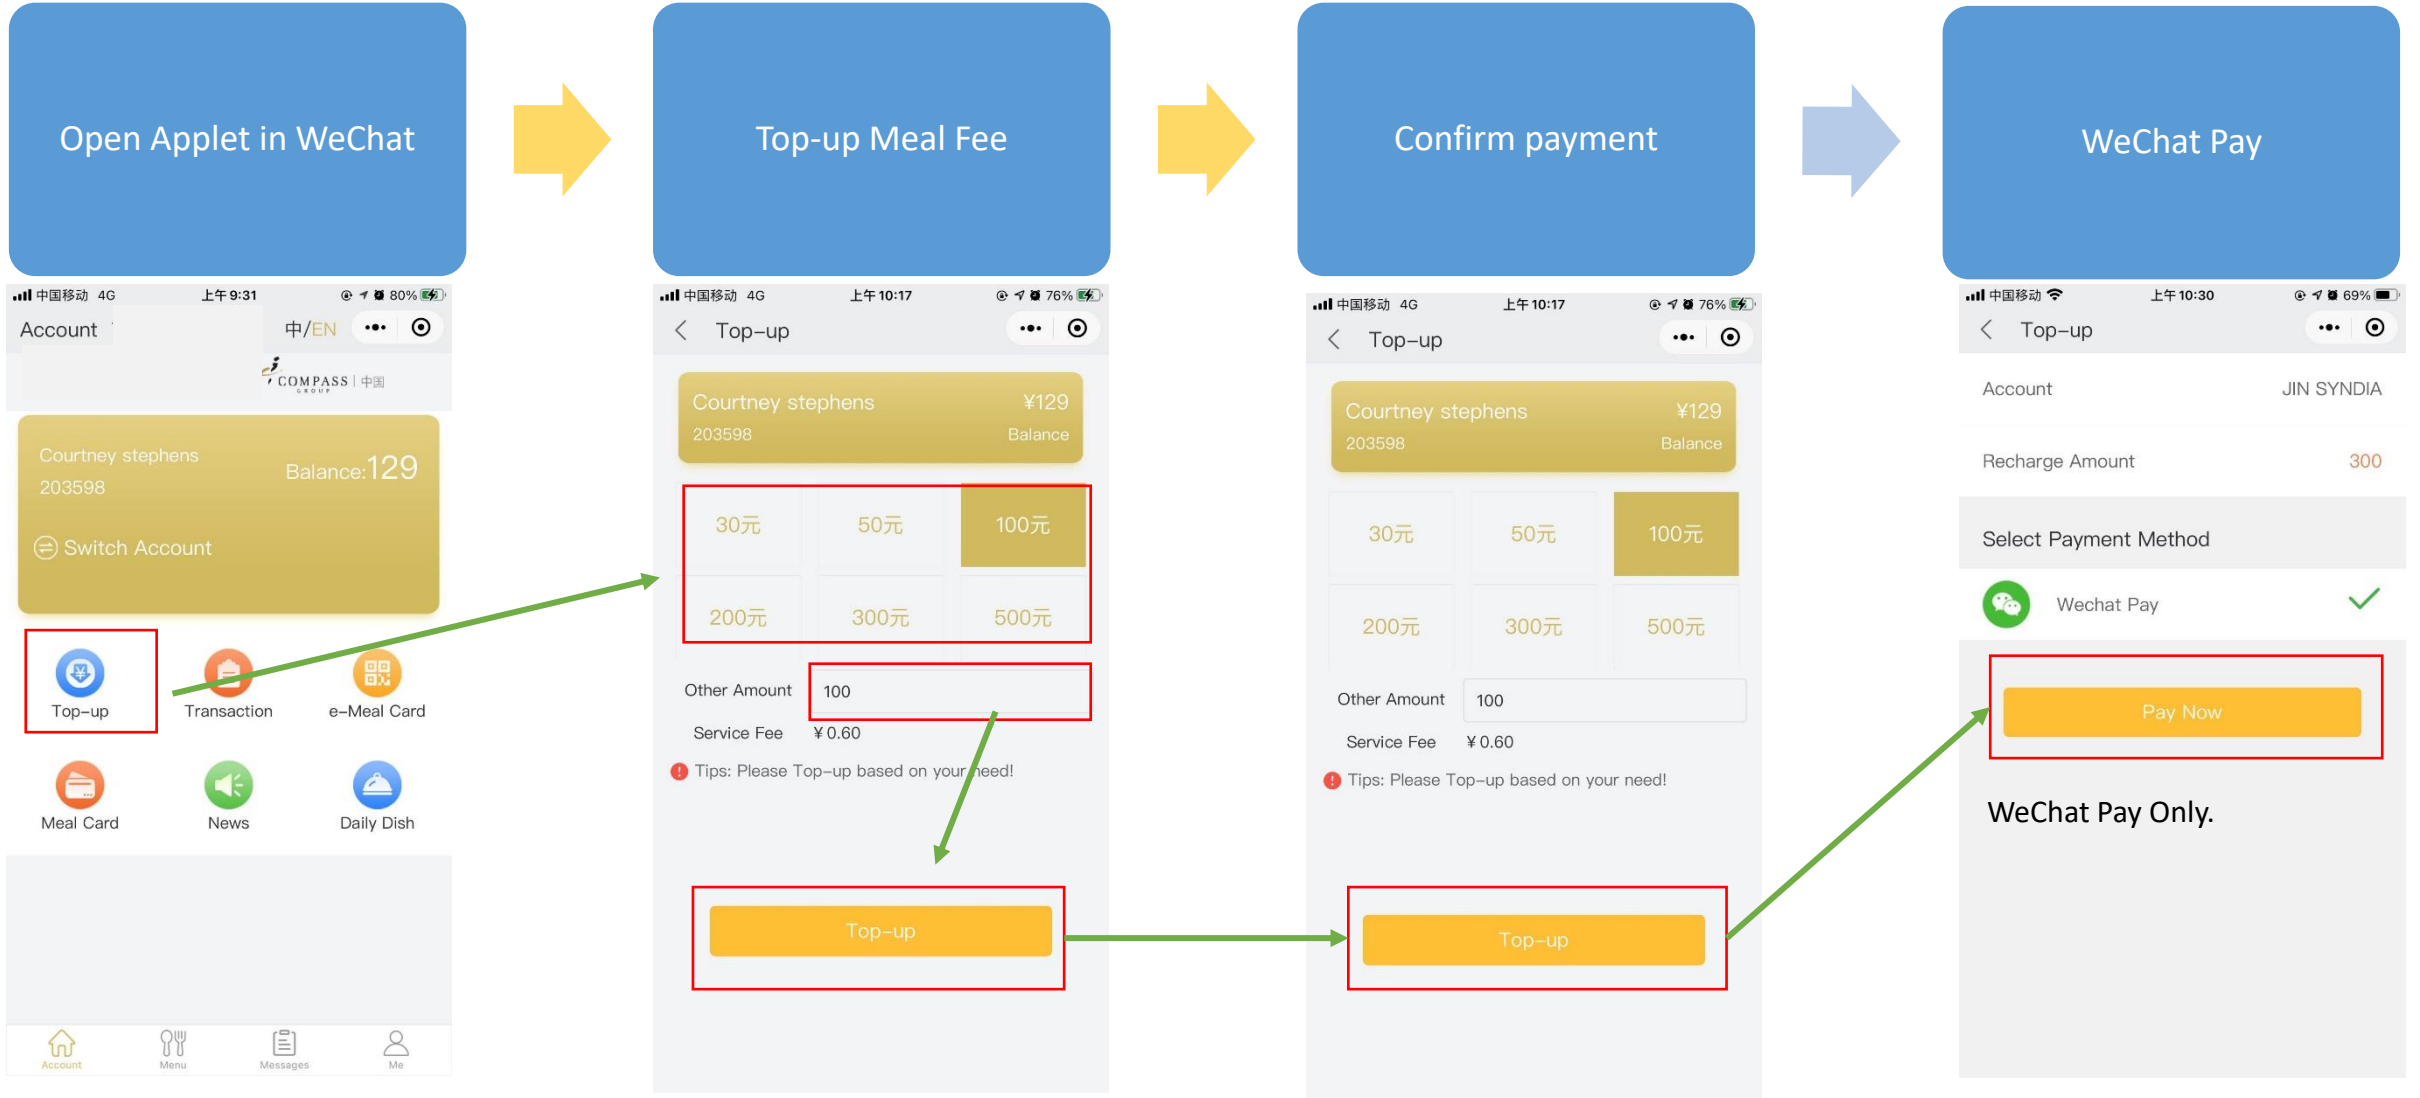 Open Applet in WeChat
Top-up Meal Fee
Confirm payment
WeChat Pay
中国移动 4G 上午9:31 80%
Account 中/EN
COMPASS 中国
GROUP
Courtney stephens
203598
Balance:129
Switch Account
Top-up Transaction e-Meal Card
Meal Card News Daily Dish
Account Menu Messages Me
中国移动 4G 上午10:17 76%
Top-up
Courtney stephens ¥129
203598 Balance
30元 50元 100元
200元 300元 500元
Other Amount 100
Service Fee ¥0.60
Tips: Please Top-up based on your need!
Top-up
中国移动 4G 上午10:17 76%
Top-up
Courtney stephens ¥129
203598 Balance
30元 50元 100元
200元 300元 500元
Other Amount 100
Service Fee ¥0.60
Tips: Please Top-up based on your need!
Top-up
中国移动 上午10:30 69%
Top-up
Account JIN SYNDIA
Recharge Amount 300
Select Payment Method
Wechat Pay
Pay Now
WeChat Pay Only.